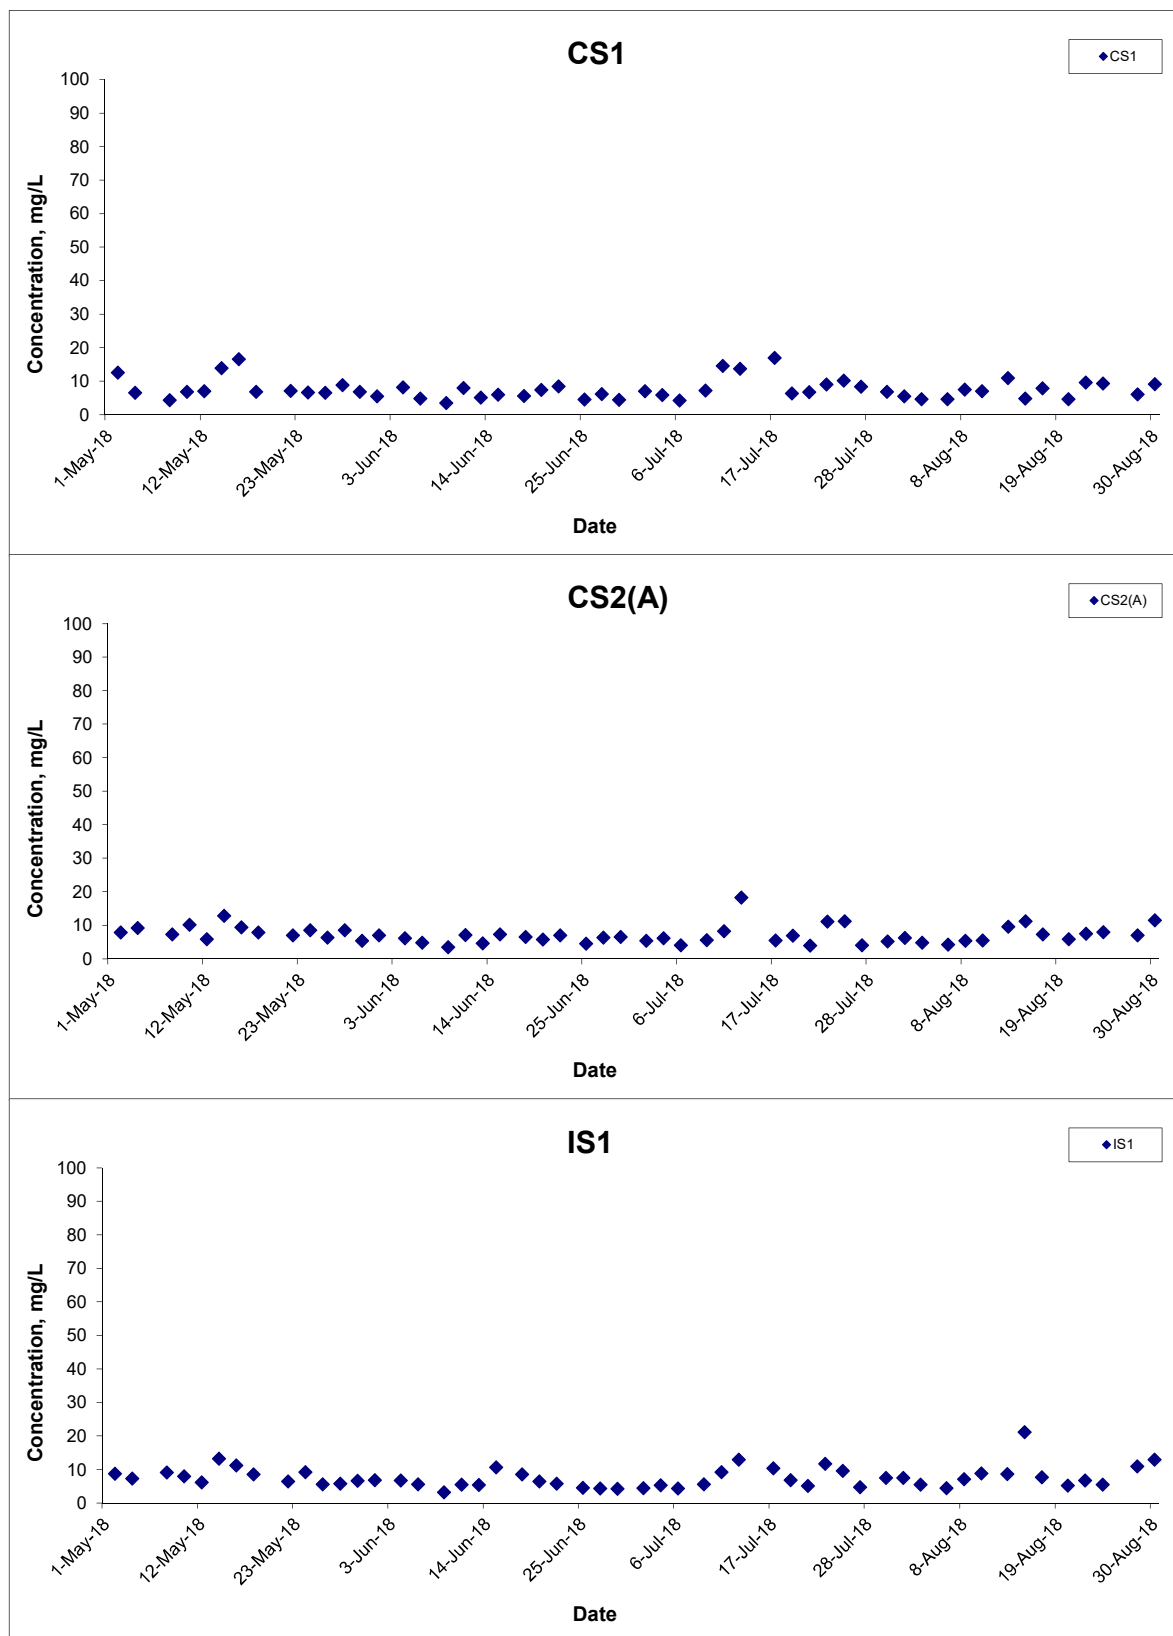 CS1
CS1
100
90
80
70
60
50
40
30
20
10
0
Concentration, mg/L
1-May-18
12-May-18
23-May-18
3-Jun-18
14-Jun-18
25-Jun-18
6-Jul-18
17-Jul-18
28-Jul-18
8-Aug-18
19-Aug-18
30-Aug-18
Date
CS2(A)
CS2(A)
100
90
80
70
60
50
40
30
20
10
0
Concentration, mg/L
1-May-18
12-May-18
23-May-18
3-Jun-18
14-Jun-18
25-Jun-18
6-Jul-18
17-Jul-18
28-Jul-18
8-Aug-18
19-Aug-18
30-Aug-18
Date
IS1
IS1
100
90
80
70
60
50
40
30
20
10
0
Concentration, mg/L
1-May-18
12-May-18
23-May-18
3-Jun-18
14-Jun-18
25-Jun-18
6-Jul-18
17-Jul-18
28-Jul-18
8-Aug-18
19-Aug-18
30-Aug-18
Date